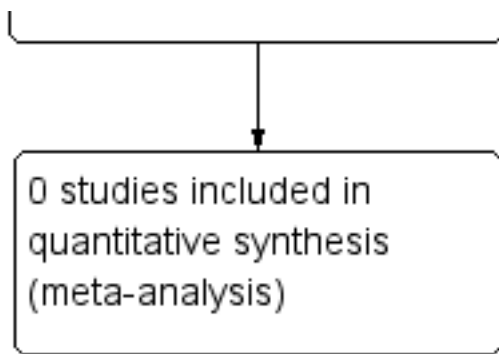 0 studies included in
quantitative synthesis
(meta-analysis)